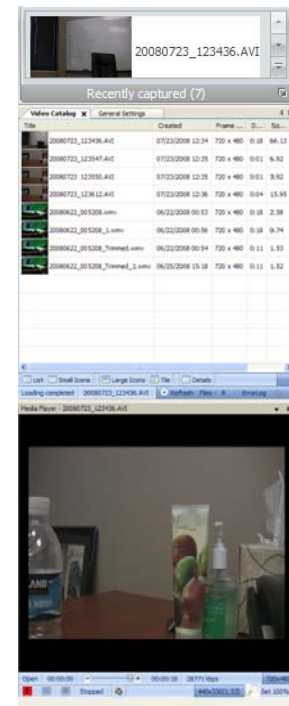 20080723_123436.AVI
Recently captured (7)
Video Catalog X General Settings
Title Created Frame ... D... Sc...
20080723_123436.AVI 07/23/2008 12:34 720 x 480 0:18 66.13
20080723_123547.AVI 07/23/2008 12:35 720 x 480 0:01 6.92
20080723_123550.AVI 07/23/2008 12:35 720 x 480 0:01 3.92
20080723_123612.AVI 07/23/2008 12:36 720 x 480 0:04 15.95
20080622_005208.wmv 06/22/2008 00:53 720 x 480 0:18 2.58
20080622_005208_1.wmv 06/22/2008 00:56 720 x 480 0:18 0.74
20080622_005208_Trimmed.wmv 06/22/2008 00:54 720 x 480 0:11 1.53
20080622_005208_Trimmed_1.wmv 06/25/2008 15:18 720 x 480 0:11 1.52
List Small Icons Large Icons Tile Details
Loading completed 20080723_123436.AVI Refresh Files - 8 ErrorLog
Media Player - 20080723_123436.AVI
Open 00:00:00 00:00:18 28771 kbps 720x480
Stopped 440x330(1.33) Set 100%